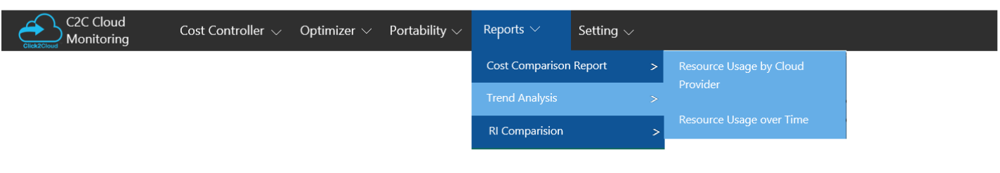 C2C Cloud
Monitoring
Click2Cloud
Cost Controller
Optimizer
Portability
Reports
Setting
Cost Comparison Report >
Trend Analysis >
RI Comparision >
Resource Usage by Cloud
Provider
Resource Usage over Time